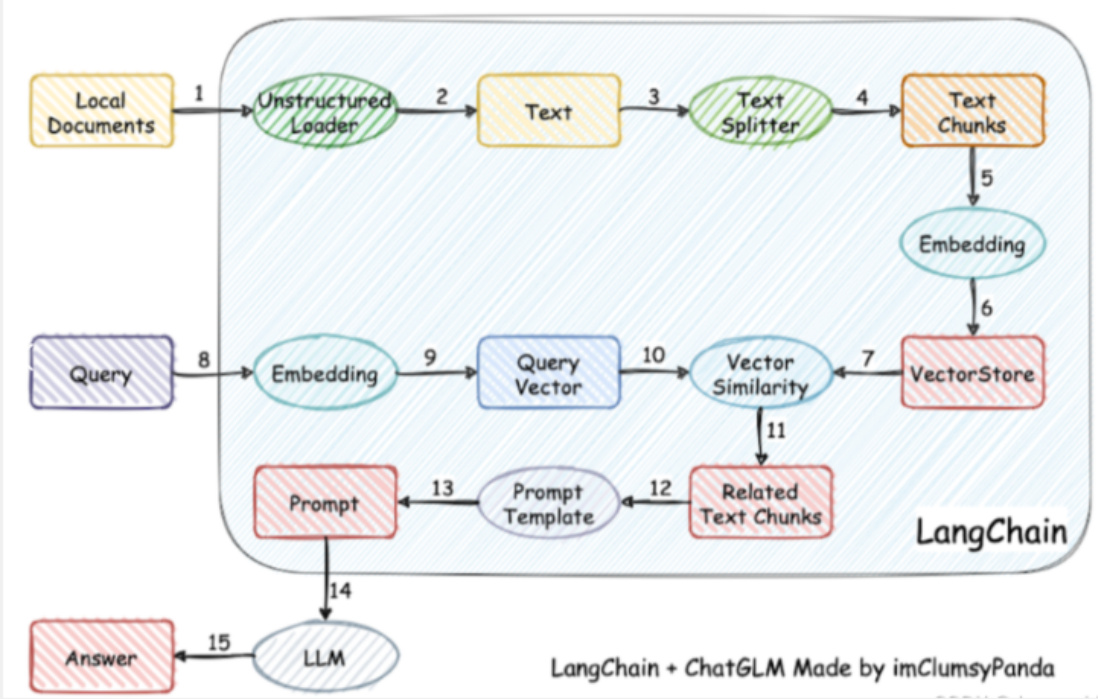 1
2
3
4
Local
Documents
Unstructured
Loader
Text
Text
Splitter
Text
Chunks
5
Embedding
6
8
9
10
7
Query
Embedding
Query
Vector
Vector
Similarity
VectorStore
11
13
12
Prompt
Prompt
Template
Related
Text Chunks
LangChain
14
15
Answer
LLM
LangChain + ChatGLM Made by imClumsyPanda